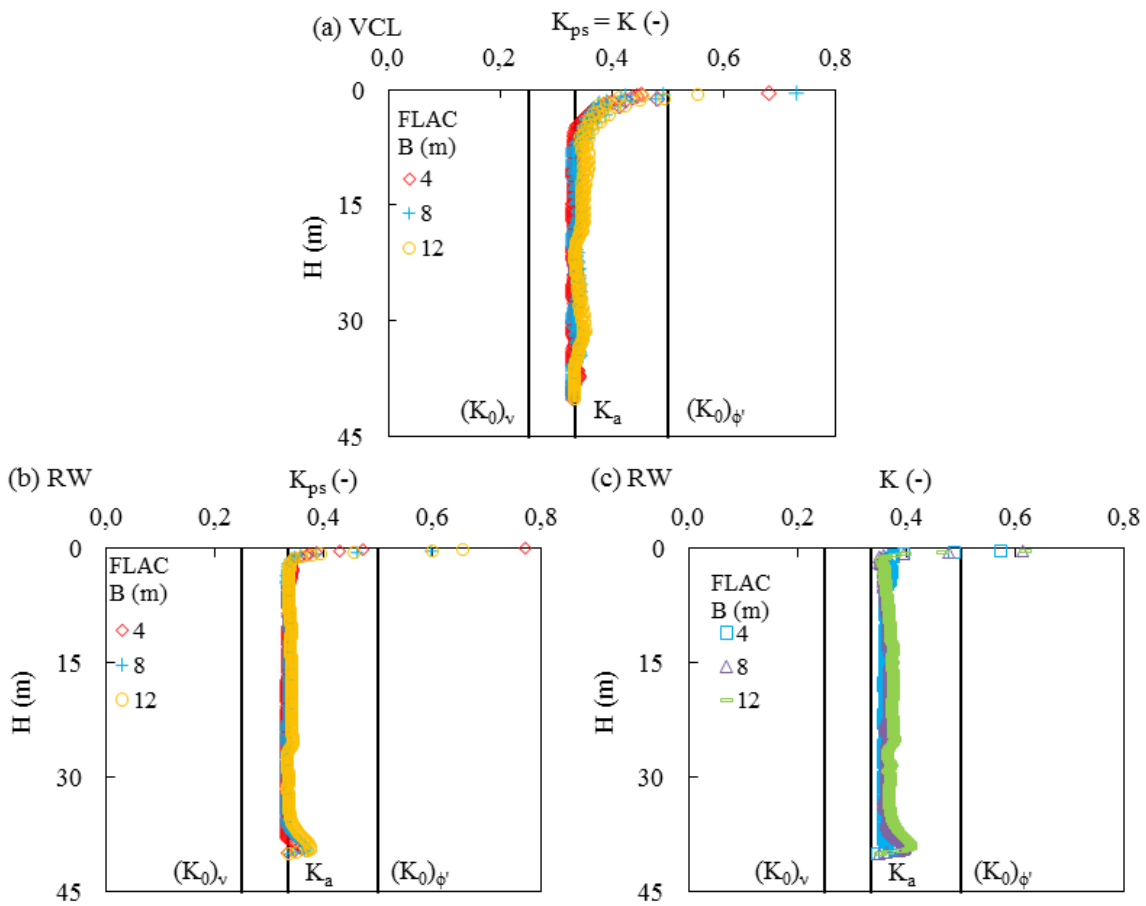 (a) VCL
K_ps = K (-)
0,0 0,2 0,4 0,6 0,8
0
15
30
45
H (m)
FLAC
B (m)
4
8
12
(K₀)ᵥ
Kₐ
(K₀)ϕ'
(b) RW
K_ps (-)
0,0 0,2 0,4 0,6 0,8
0
15
30
45
H (m)
FLAC
B (m)
4
8
12
(K₀)ᵥ
Kₐ
(K₀)ϕ'
(c) RW
K (-)
0,0 0,2 0,4 0,6 0,8
0
15
30
45
H (m)
FLAC
B (m)
4
8
12
(K₀)ᵥ
Kₐ
(K₀)ϕ'